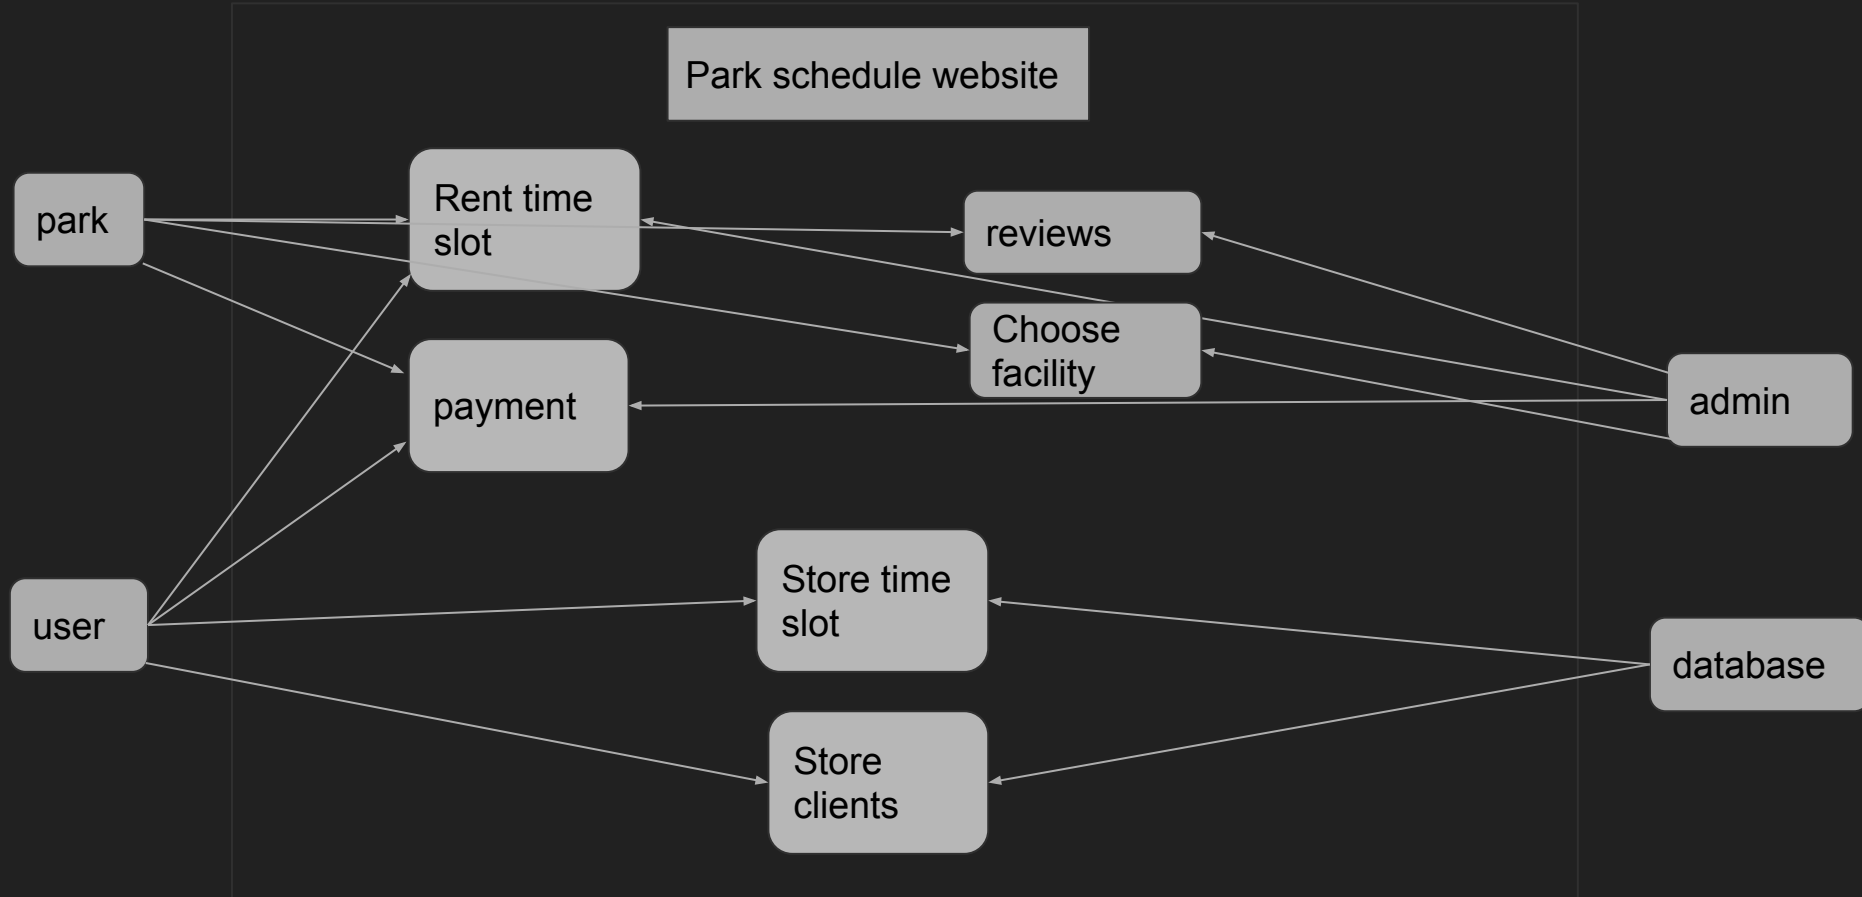 Park schedule website
park
Rent time
slot
reviews
Choose
facility
payment
admin
user
Store time
slot
database
Store
clients